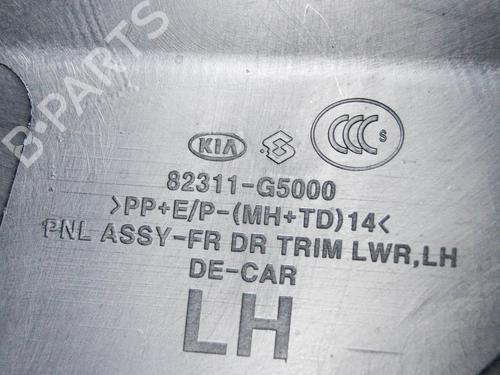 B-PARTS
KIA CCC S
82311-G5000
>PP+E/P-(MH+TD)14<
PNL ASSY-FR DR TRIM LWR,LH
DE-CAR
LH